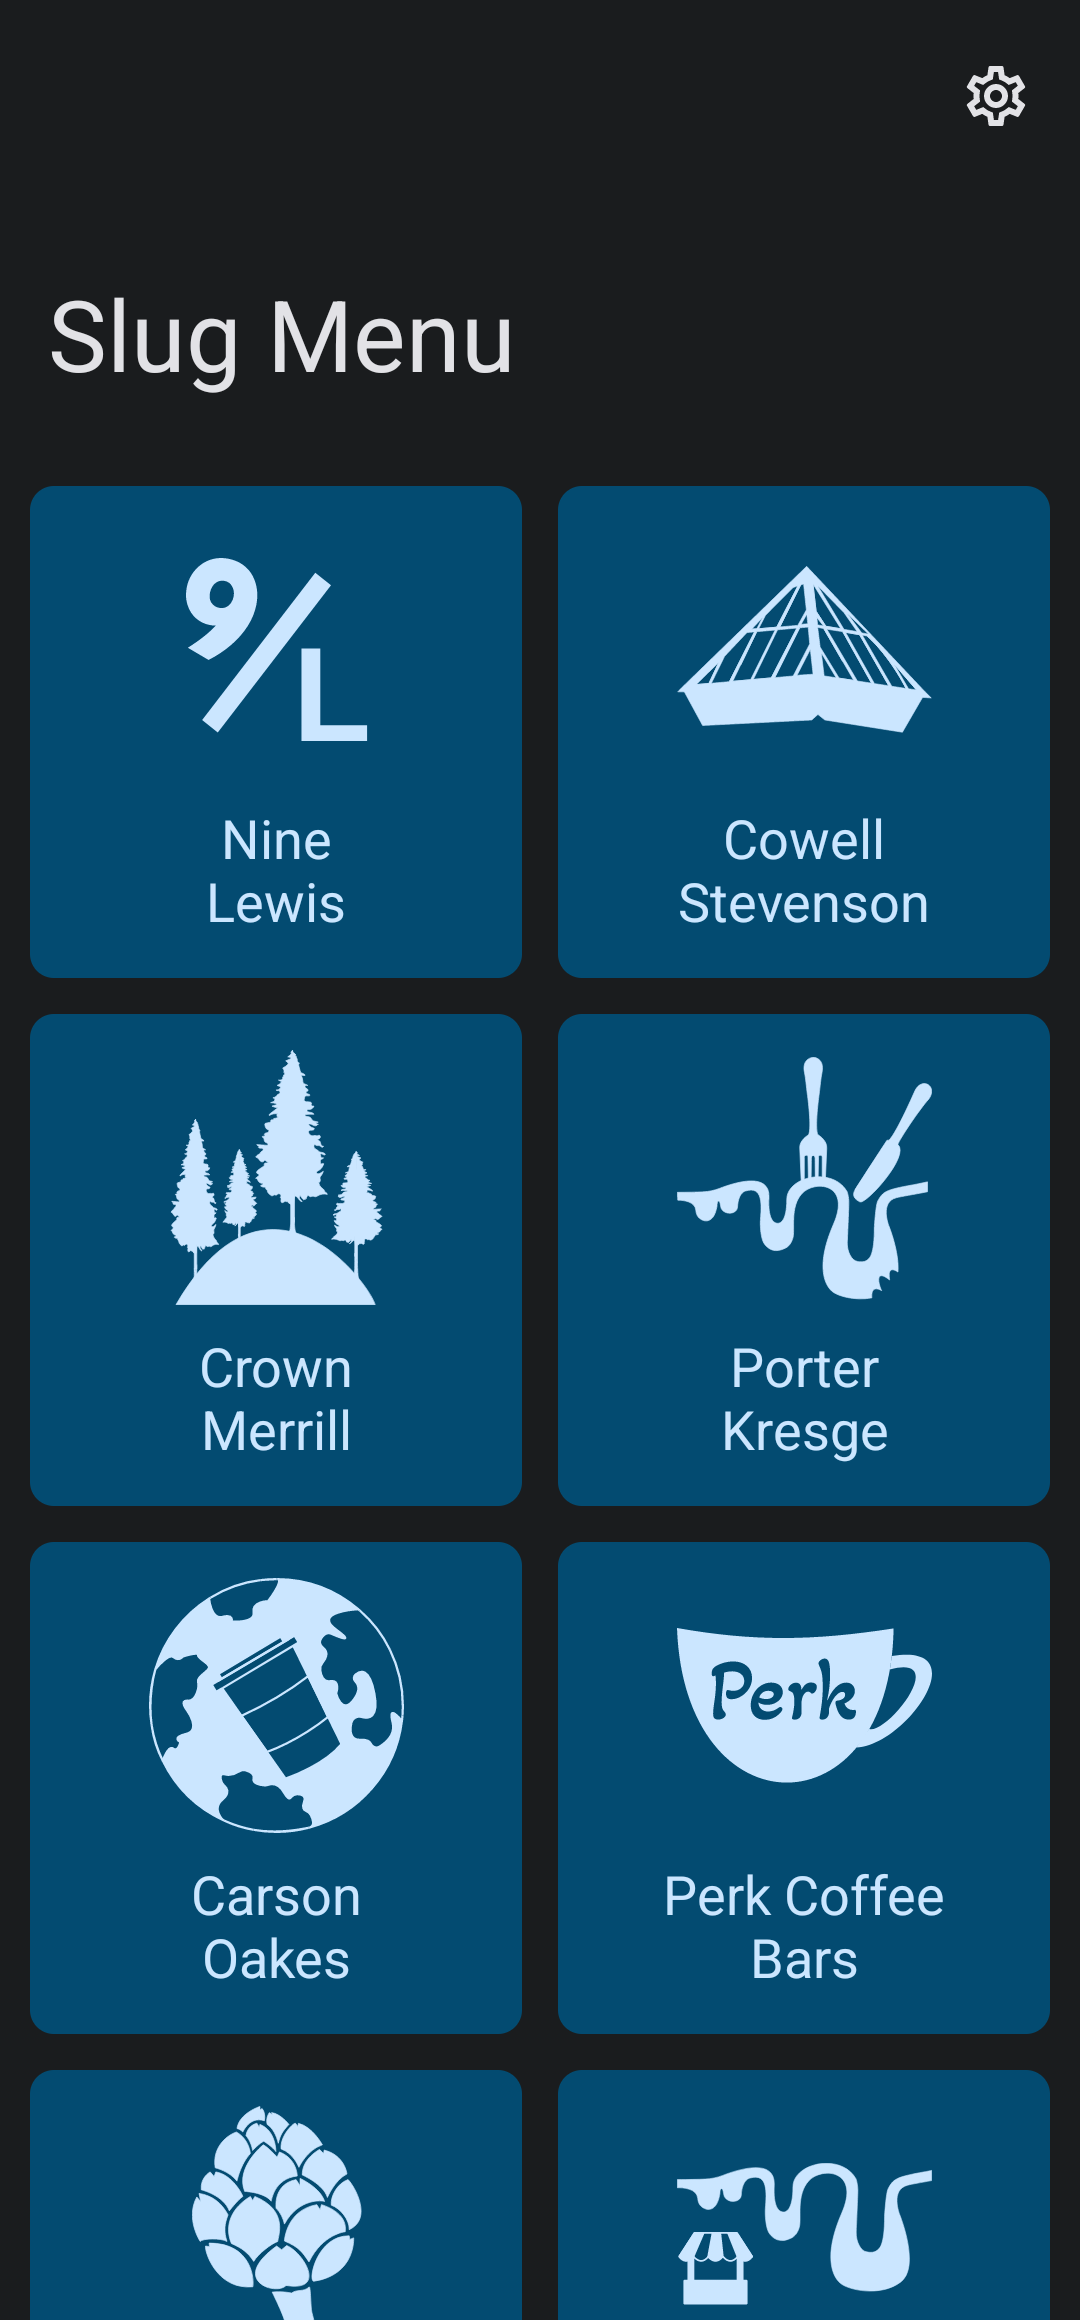 Slug Menu
9/L
Nine
Lewis
Cowell
Stevenson
Crown
Merrill
Porter
Kresge
Perk
Carson
Oakes
Perk Coffee
Bars